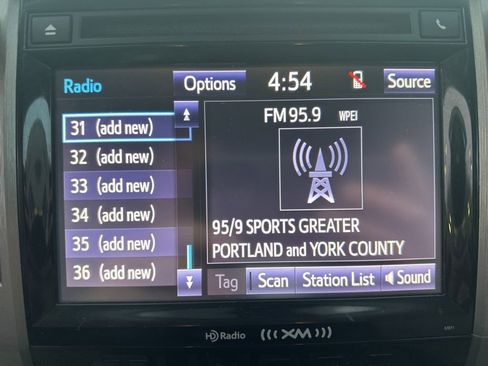 Radio Options 4:54 Source
31 (add new)
32 (add new)
33 (add new)
34 (add new)
35 (add new)
36 (add new)
FM 95.9 WPEI
95/9 SPORTS GREATER
PORTLAND and YORK COUNTY
Tag Scan Station List Sound
HD Radio ((( XM )))